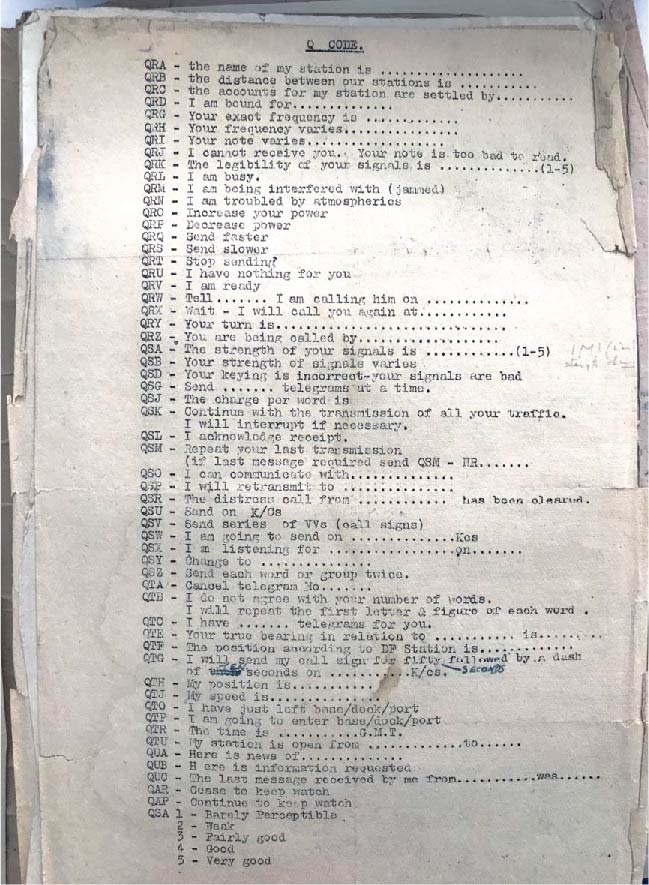 Q CODE.
QRA - the name of my station is .......................
QRB - the distance between our stations is ............
QRC - the accounts for my station are settled by............
QRD - I am bound for................
QRG - Your exact frequency is ...............
QRH - Your frequency varies..................
QRI - Your note varies..................
QRJ - I cannot receive you. Your note is too bad to read.
QRK - The legibility of your signals is ...............(1-5)
QRL - I am busy.
QRM - I am being interfered with (jammed)
QRN - I am troubled by atmospherics
QRO - Increase your power
QRP - Decrease power
QRQ - Send faster
QRS - Send slower
QRT - Stop sending
QRU - I have nothing for you
QRV - I am ready
QRW - Tell....... I am calling him on ................
QRX - Wait - I will call you again at.............
QRY - Your turn is.....................................
QRZ - You are being called by......................
QSA - The strength of your signals is ............(1-5)
QSB - Your strength of signals varies
QSD - Your keying is incorrect-your signals are bad
QSG - Send ....... telegrams at a time.
QSJ - The charge per word is
QSK - Continue with the transmission of all your traffic.
I will interrupt if necessary.
QSL - I acknowledge receipt.
QSM - Repeat your last transmission
(if last message required send QSM - NR.......
QSO - I can communicate with...............
QSP - I will retransmit to ................
QSR - The distress call from .............. has been cleared.
QSU - Send on K/Cs
QSV - Send series of VVs (call signs)
QSW - I am going to send on ...............Kcs
QSX - I am listening for ................on.......
QSY - Change to ................
QSZ - Send each word or group twice.
QTA - Cancel telegram No.......
QTB - I do not agree with your number of words.
I will repeat the first letter & figure of each word .
QTC - I have ....... telegrams for you.
QTE - Your true bearing in relation to ........... is.......
QTF - The position according to DF Station is............
QTG - I will send my call sign for fifty SECONDS followed by a dash
of seconds on ............K/cs.
QTH - My position is..............
QTJ - My speed is................
QTO - I have just left base/dock/port
QTP - I am going to enter base/dock/port
QTR - The time is ...........G.M.T.
QTU - My station is open from ...............to......
QUA - Here is news of................
QUB - H ere is information requested
QUC - The last message received by me from.............was.......
QAR - Cease to keep watch
QAP - Continue to keep watch
QSA 1 - Barely Perceptible
2 - Weak
3 - Fairly good
4 - Good
5 - Very good